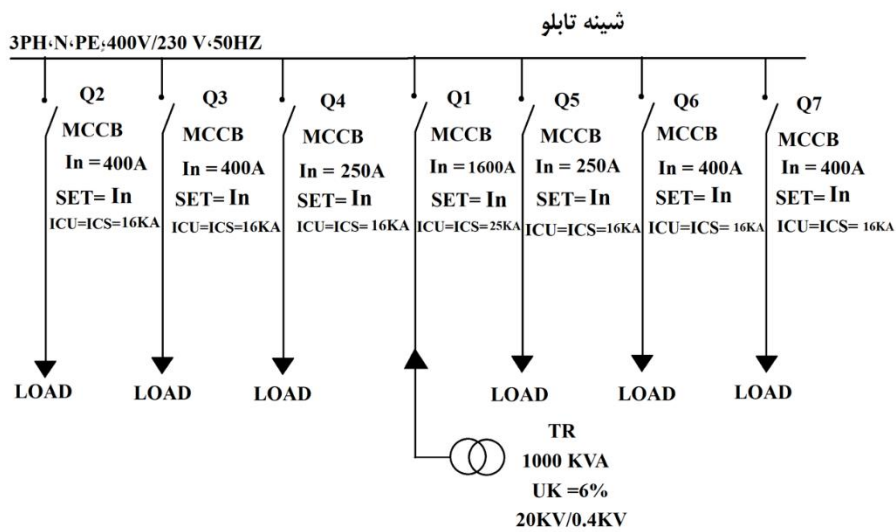 شینه تابلو
3PH،N،PE،400V/230 V،50HZ
Q2
MCCB
In = 400A
SET= In
ICU=ICS=16KA
LOAD
Q3
MCCB
In = 400A
SET= In
ICU=ICS=16KA
LOAD
Q4
MCCB
In = 250A
SET= In
ICU=ICS= 16KA
LOAD
Q1
MCCB
In = 1600A
SET= In
ICU=ICS= 25KA
Q5
MCCB
In = 250A
SET= In
ICU=ICS=16KA
LOAD
Q6
MCCB
In = 400A
SET= In
ICU=ICS= 16KA
LOAD
Q7
MCCB
In = 400A
SET= In
ICU=ICS= 16KA
LOAD
TR
1000 KVA
UK =6%
20KV/0.4KV